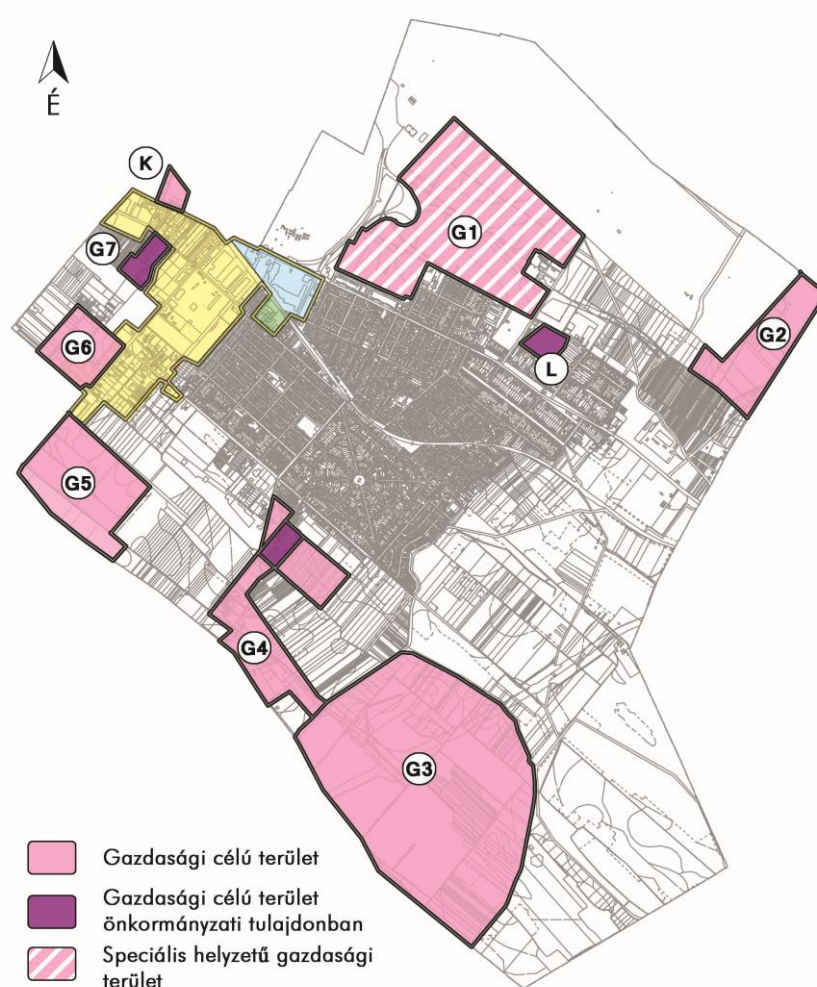 É
K
G7
G1
G2
G6
L
G5
G4
G3
Gazdasági célú terület
Gazdasági célú terület
önkormányzati tulajdonban
Speciális helyzetű gazdasági
terület